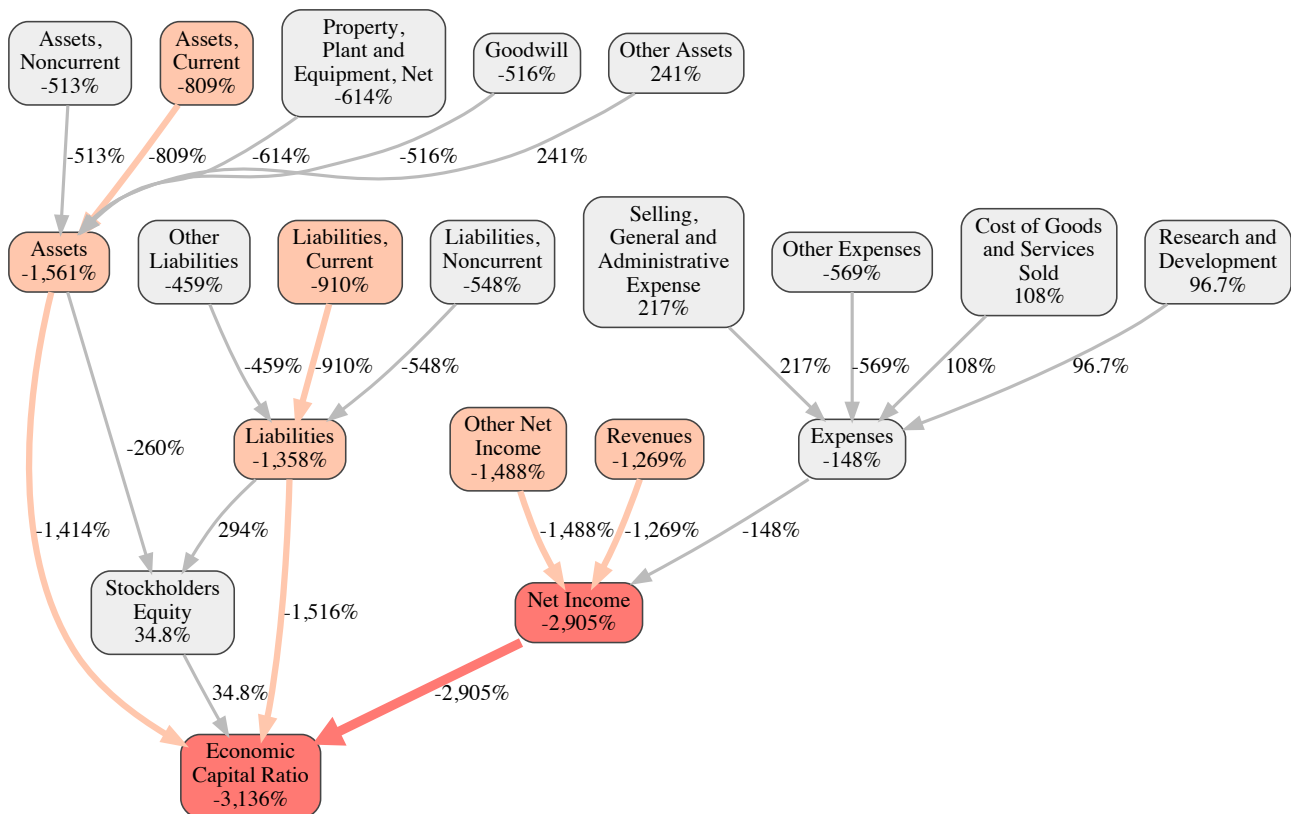 Assets,
Noncurrent
-513%
Assets,
Current
-809%
Property,
Plant and
Equipment, Net
-614%
Goodwill
-516%
Other Assets
241%
-513%
-809%
-614%
-516%
241%
Assets
-1,561%
Other
Liabilities
-459%
Liabilities,
Current
-910%
Liabilities,
Noncurrent
-548%
Selling,
General and
Administrative
Expense
217%
Other Expenses
-569%
Cost of Goods
and Services
Sold
108%
Research and
Development
96.7%
-459%
-910%
-548%
217%
-569%
108%
96.7%
-260%
Liabilities
-1,358%
Other Net
Income
-1,488%
Revenues
-1,269%
Expenses
-148%
-1,414%
294%
-1,488%
-1,269%
-148%
Stockholders
Equity
34.8%
-1,516%
Net Income
-2,905%
34.8%
-2,905%
Economic
Capital Ratio
-3,136%